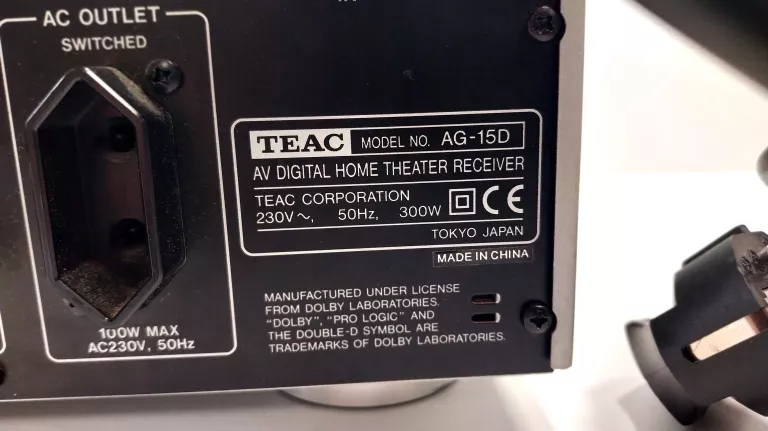 AC OUTLET
SWITCHED
100W MAX
AC230V, 50Hz
TEAC MODEL NO. AG-15D
AV DIGITAL HOME THEATER RECEIVER
TEAC CORPORATION
230V～, 50Hz, 300W CE
TOKYO JAPAN
MADE IN CHINA
MANUFACTURED UNDER LICENSE
FROM DOLBY LABORATORIES.
"DOLBY", "PRO LOGIC" AND
THE DOUBLE-D SYMBOL ARE
TRADEMARKS OF DOLBY LABORATORIES.